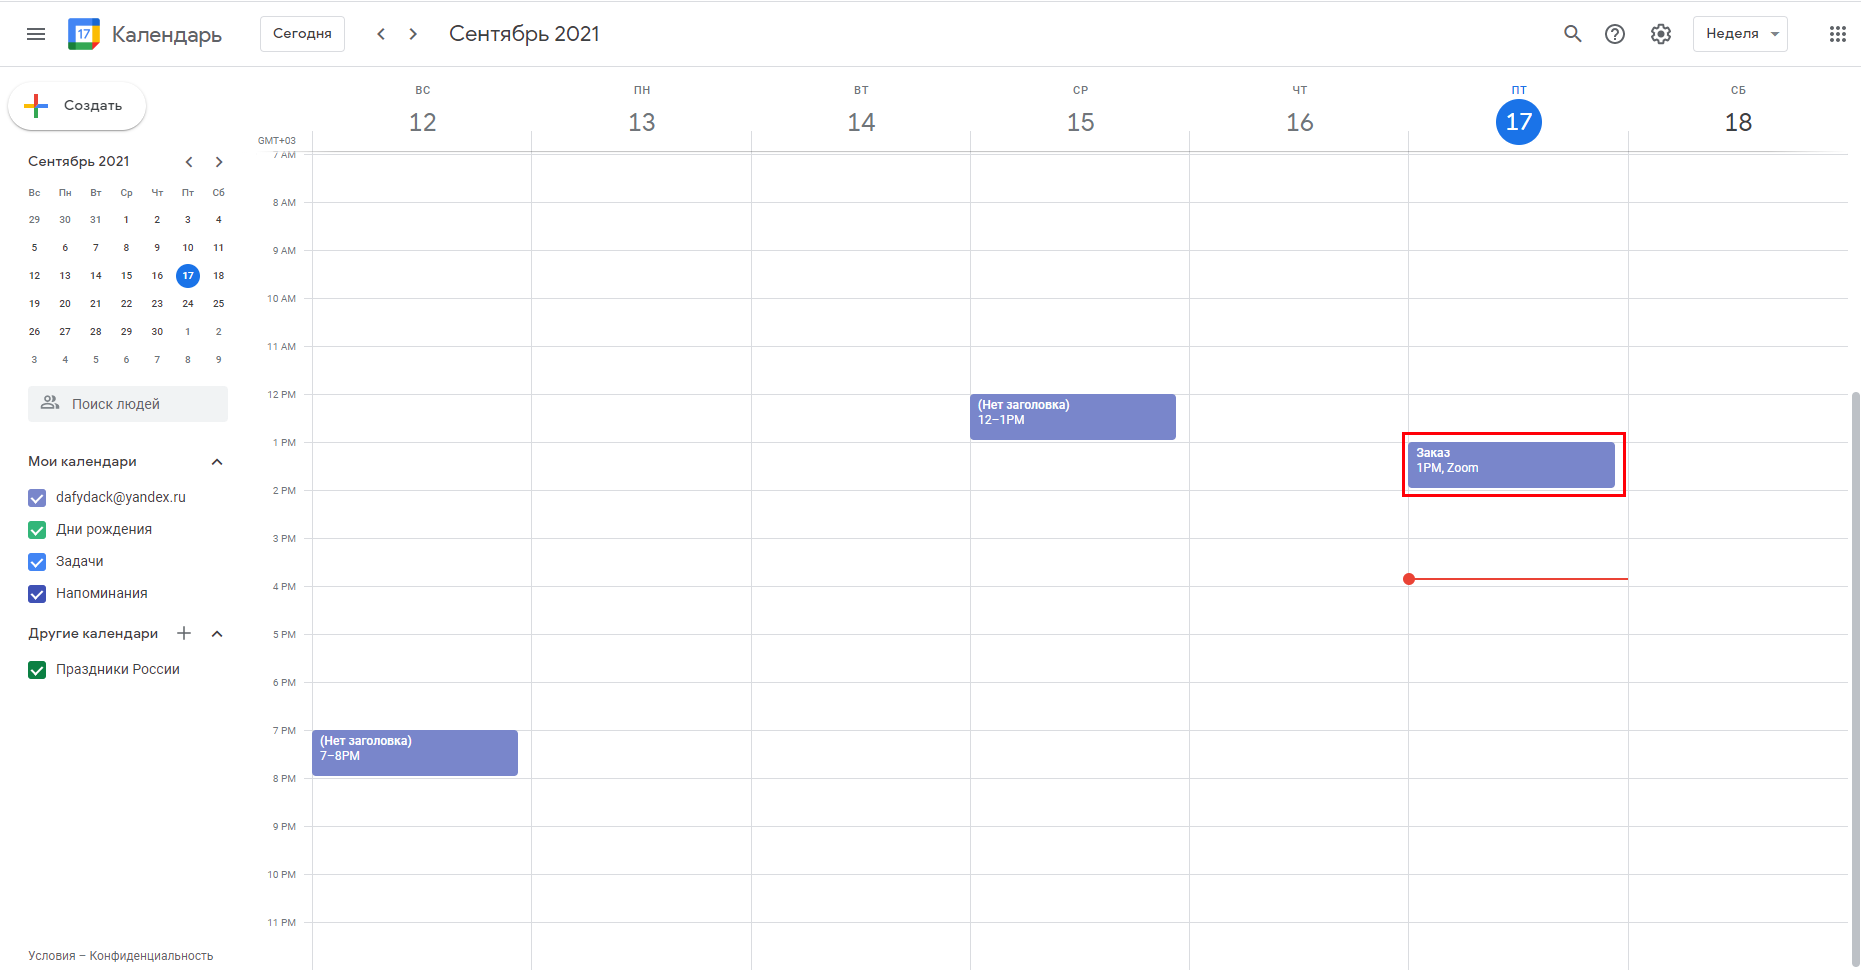 17 Календарь Сегодня Сентябрь 2021 Неделя
Создать
Сентябрь 2021
Вс Пн Вт Ср Чт Пт Сб
29 30 31 1 2 3 4
5 6 7 8 9 10 11
12 13 14 15 16 17 18
19 20 21 22 23 24 25
26 27 28 29 30 1 2
3 4 5 6 7 8 9
Поиск людей
Мои календари
dafydack@yandex.ru
Дни рождения
Задачи
Напоминания
Другие календари
Праздники России
Условия – Конфиденциальность
ВС ПН ВТ СР ЧТ ПТ СБ
12 13 14 15 16 17 18
GMT+03
7 AM
8 AM
9 AM
10 AM
11 AM
12 PM
(Нет заголовка)
12–1PM
1 PM
Заказ
1PM, Zoom
2 PM
3 PM
4 PM
5 PM
6 PM
7 PM
(Нет заголовка)
7–8PM
8 PM
9 PM
10 PM
11 PM